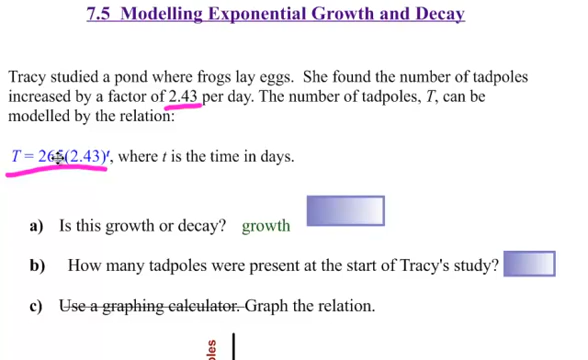 7.5 Modelling Exponential Growth and Decay
Tracy studied a pond where frogs lay eggs. She found the number of tadpoles
increased by a factor of 2.43 per day. The number of tadpoles, T, can be
modelled by the relation:
T = 265(2.43)ᵗ, where t is the time in days.
a) Is this growth or decay? growth
b) How many tadpoles were present at the start of Tracy's study?
c) Use a graphing calculator. Graph the relation.